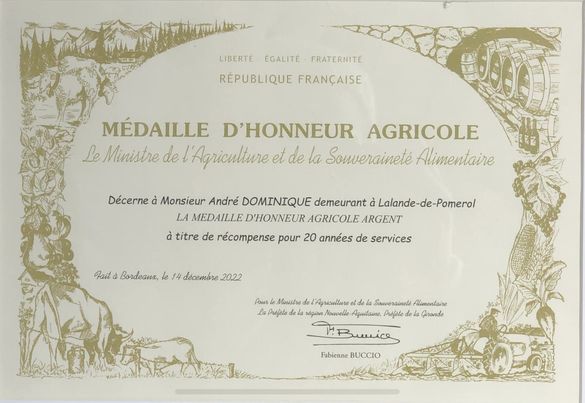 LIBERTÉ · ÉGALITÉ · FRATERNITÉ
RÉPUBLIQUE FRANÇAISE
MÉDAILLE D'HONNEUR AGRICOLE
Le Ministre de l'Agriculture et de la Souveraineté Alimentaire
Décerne à Monsieur André DOMINIQUE demeurant à Lalande-de-Pomerol
LA MEDAILLE D'HONNEUR AGRICOLE ARGENT
à titre de récompense pour 20 années de services
Fait à Bordeaux, le 14 décembre 2022
Pour le Ministre de l'Agriculture et de la Souveraineté Alimentaire
La Préfète de la région Nouvelle Aquitaine, Préfète de la Gironde
Fabienne BUCCIO